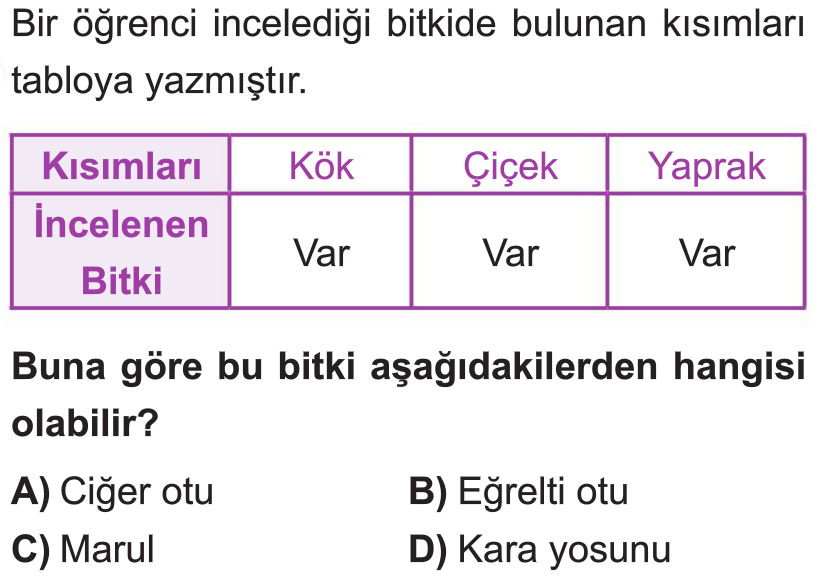 Bir öğrenci incelediği bitkide bulunan kısımları
tabloya yazmıştır.
Kısımları Kök Çiçek Yaprak
İncelenen
Bitki Var Var Var
Buna göre bu bitki aşağıdakilerden hangisi
olabilir?
A) Ciğer otu B) Eğrelti otu
C) Marul D) Kara yosunu